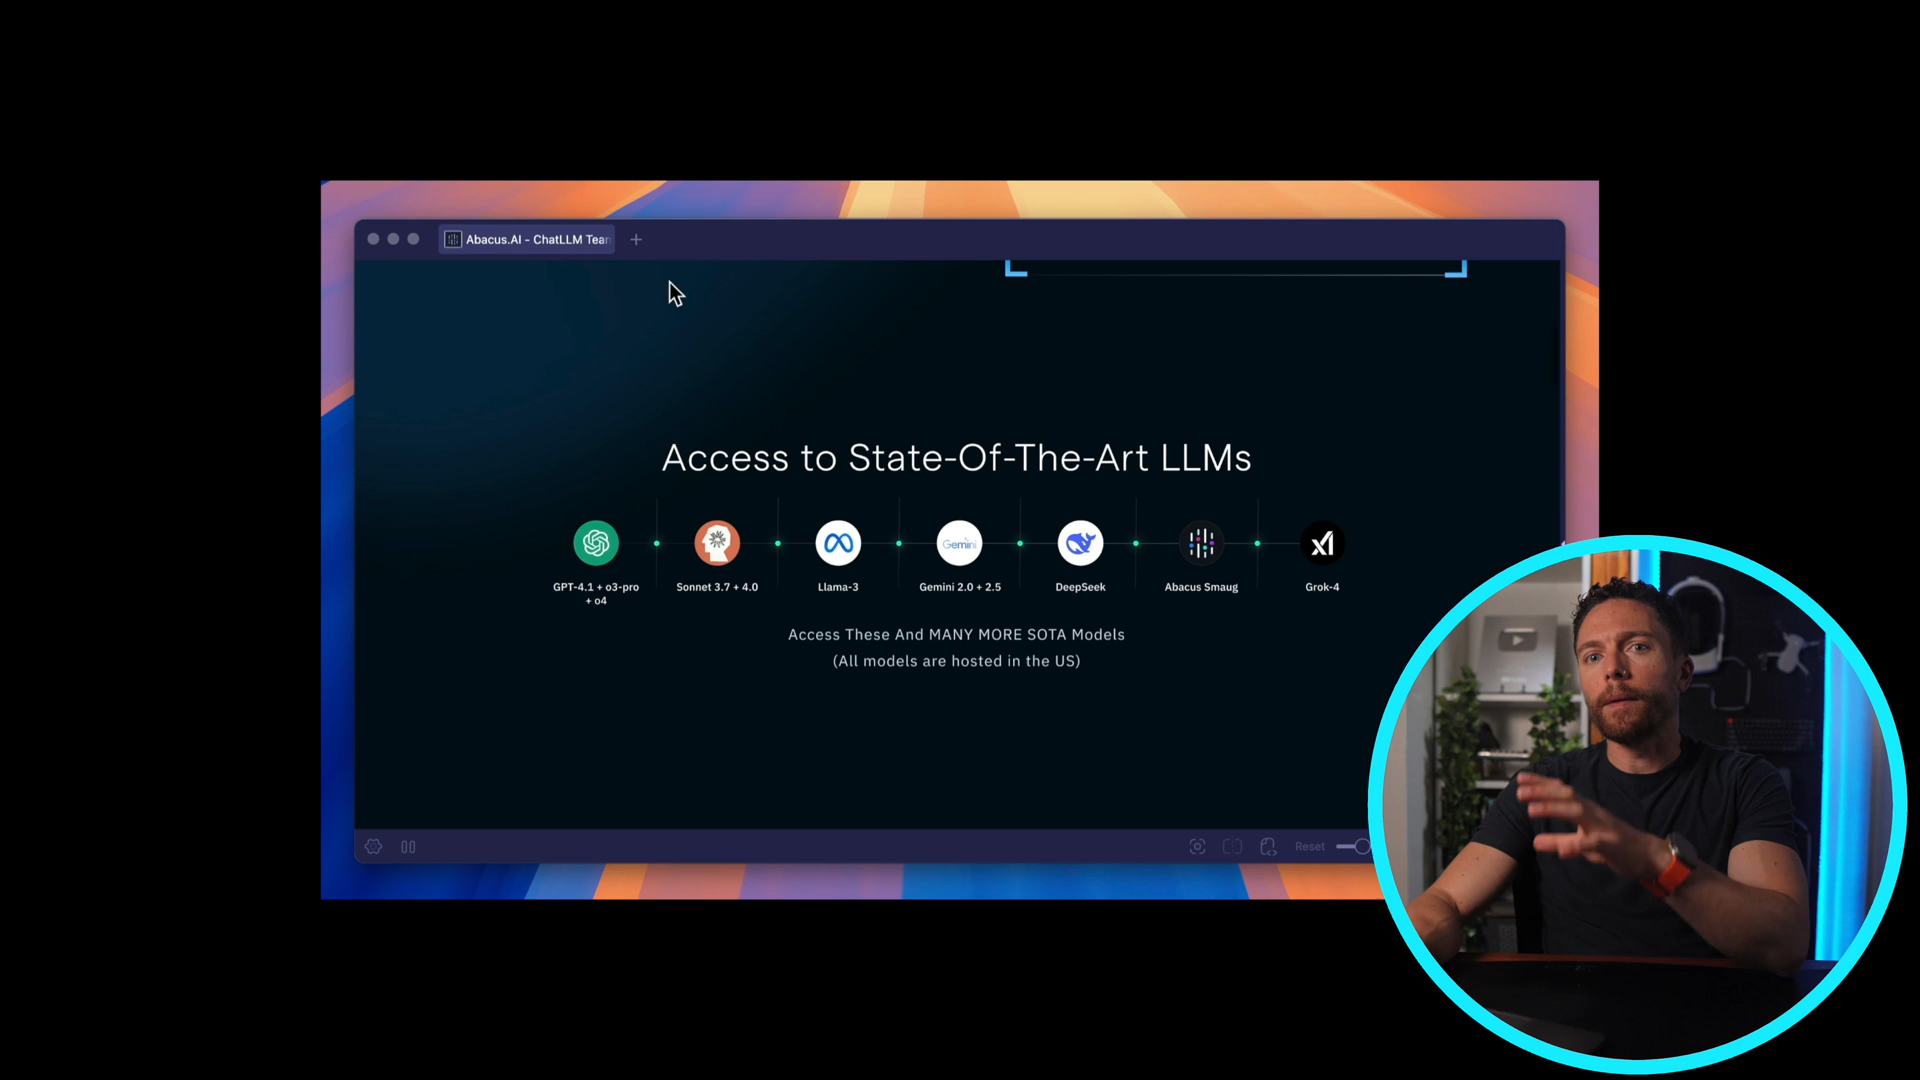 Abacus.AI - ChatLLM Tear
Access to State-Of-The-Art LLMs
Gemini
GPT-4.1 + o3-pro
+ o4
Sonnet 3.7 + 4.0
Llama-3
Gemini 2.0 + 2.5
DeepSeek
Abacus Smaug
Grok-4
Access These And MANY MORE SOTA Models
(All models are hosted in the US)
Reset